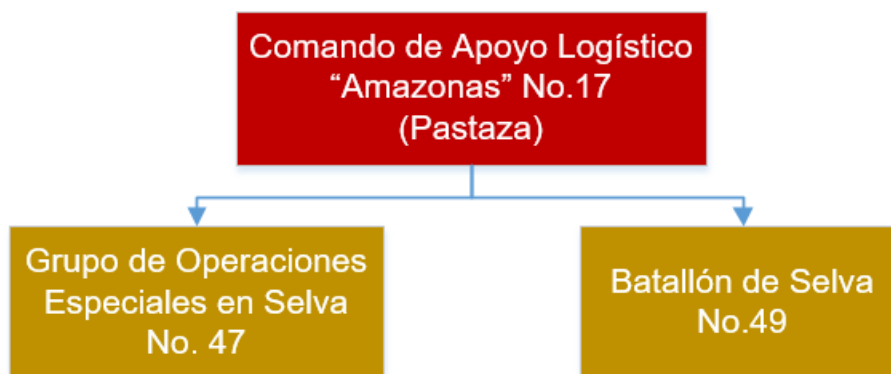 Comando de Apoyo Logístico
“Amazonas” No.17
(Pastaza)
Grupo de Operaciones
Especiales en Selva
No. 47
Batallón de Selva
No.49